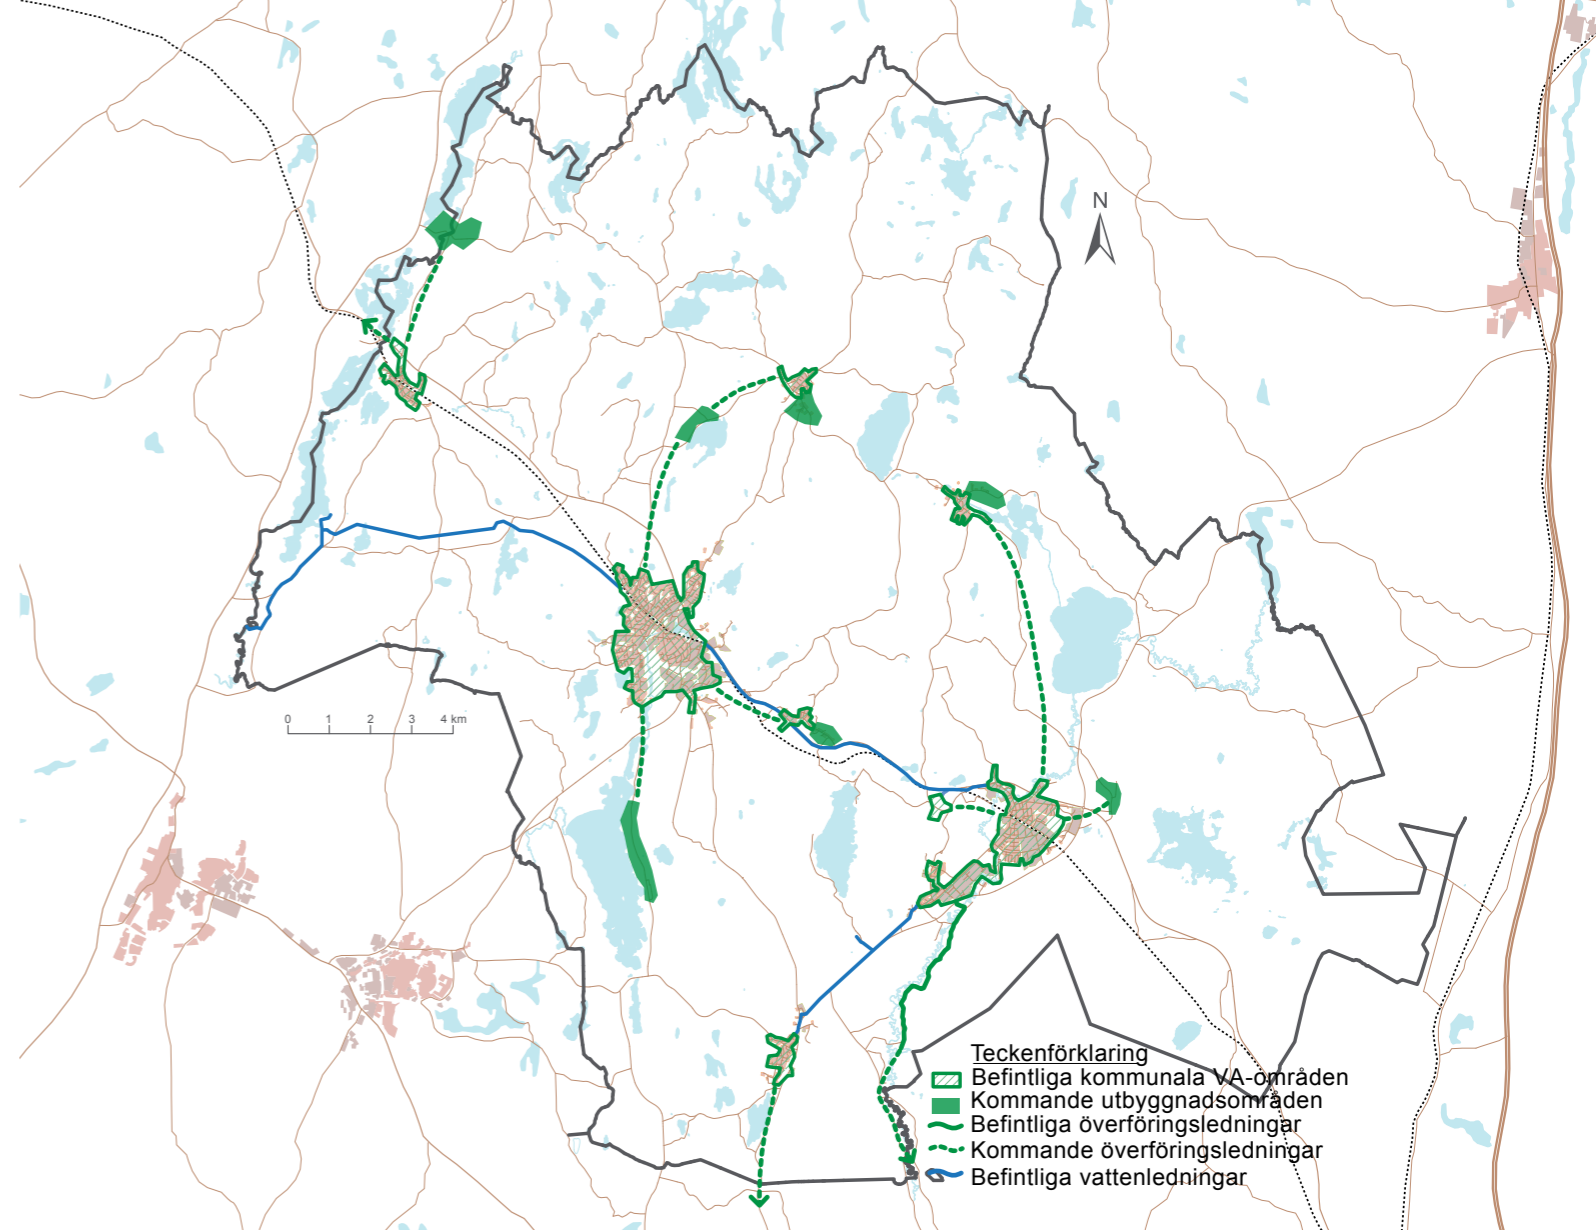 N
0 1 2 3 4 km
Teckenförklaring
Befintliga kommunala VA-områden
Kommande utbyggnadsområden
Befintliga överföringsledningar
Kommande överföringsledningar
Befintliga vattenledningar